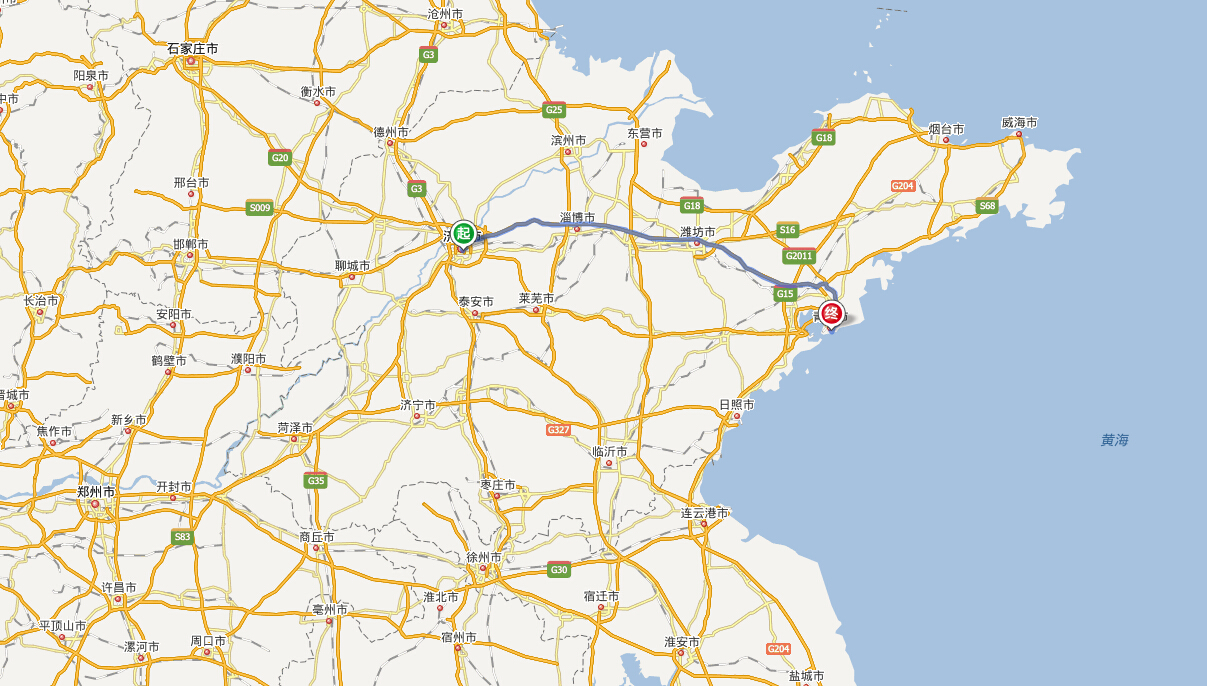 沧州市
石家庄市
G3
阳泉市
衡水市
中市
G25
德州市
滨州市
东营市
G18
烟台市
威海市
G20
邢台市
G3
G204
S009
G18
S68
淄博市
起
S16
潍坊市
邯郸市
G2011
聊城市
G15
长治市
泰安市
莱芜市
安阳市
终
鹤壁市
濮阳市
晋城市
济宁市
日照市
新乡市
焦作市
菏泽市
G327
黄海
临沂市
G35
枣庄市
郑州市
开封市
连云港市
S83
商丘市
徐州市
G30
许昌市
淮北市
宿迁市
亳州市
平顶山市
漯河市
周口市
宿州市
淮安市
G204
盐城市